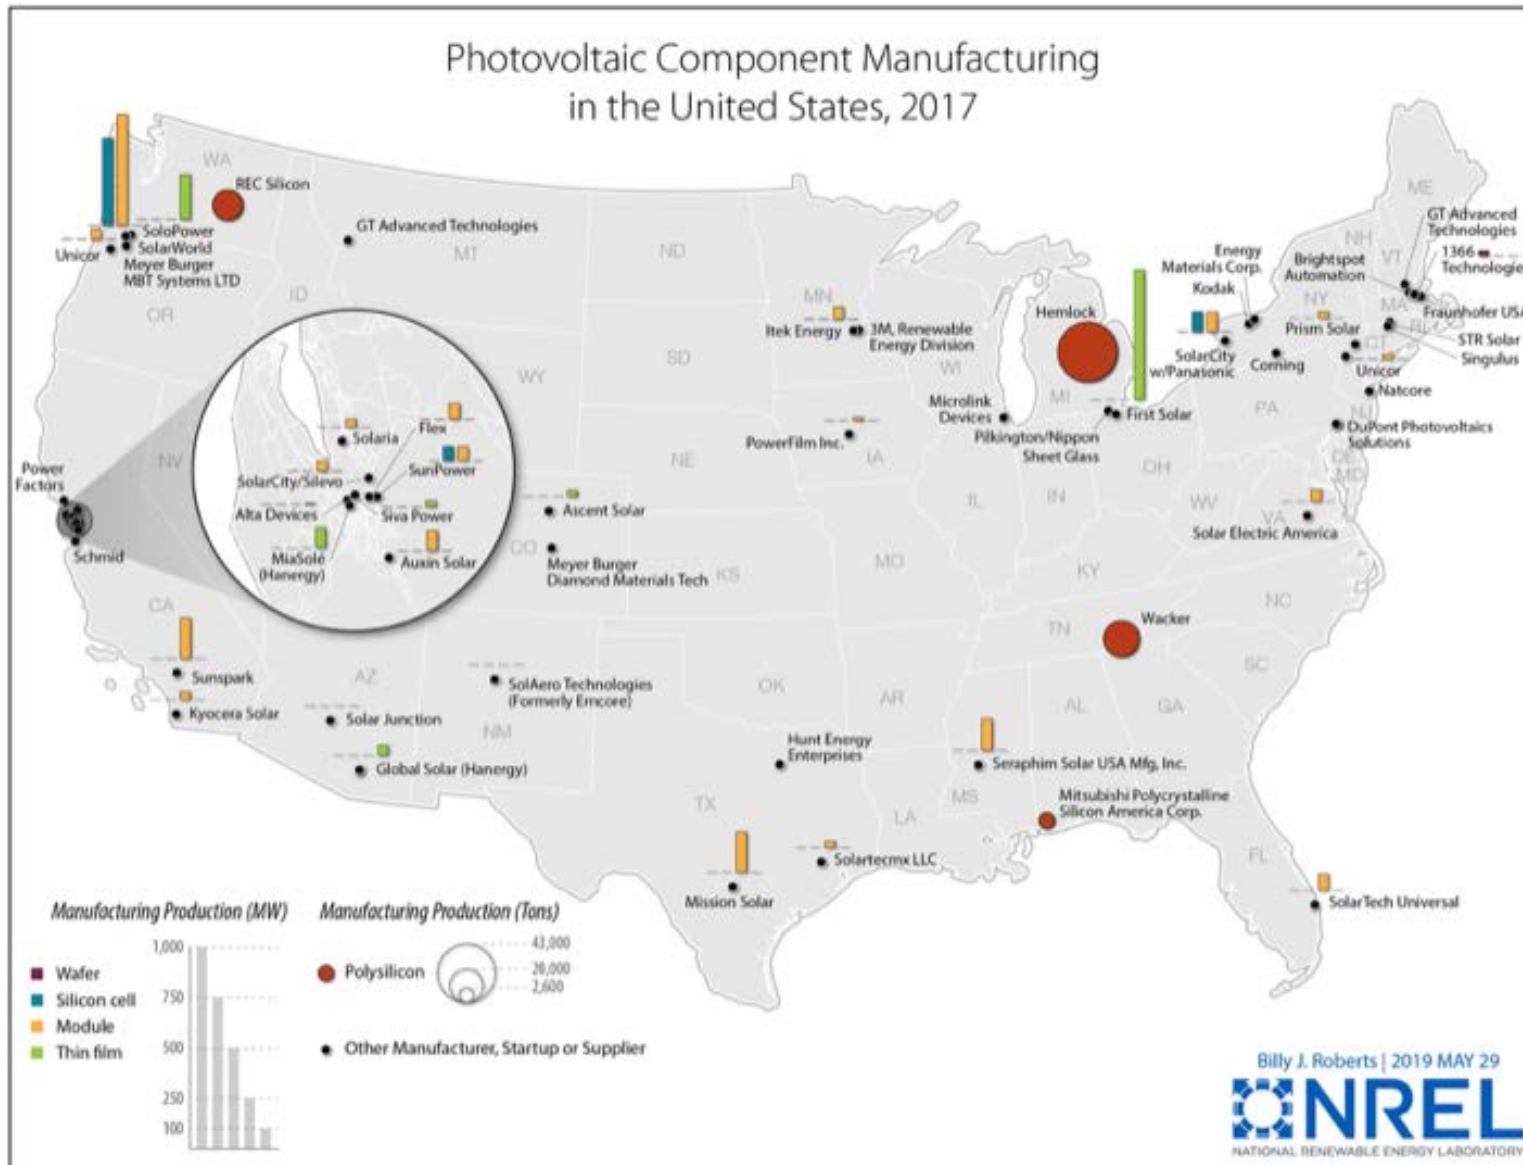 Photovoltaic Component Manufacturing
in the United States, 2017
WA
REC Silicon
SoloPower
SolarWorld
Unicor
Meyer Burger
MBT Systems LTD
GT Advanced Technologies
MT
ND
ID
OR
MN
Itek Energy
3M, Renewable
Energy Division
SD
WY
WI
Hemlock
MI
Microlink
Devices
Pilkington/Nippon
Sheet Glass
First Solar
Energy
Materials Corp.
Kodak
SolarCity
w/Panasonic
Corning
ME
GT Advanced
Technologies
NH
VT
Brightspot
Automation
1366
Technologie
NY
MA
Fraunhofer USA
Prism Solar
RI
CT
STR Solar
Singulus
Unicor
Natcore
PA
NJ
DuPont Photovoltaics
Solutions
DE
MD
PowerFilm Inc.
IA
NE
NV
Power
Factors
Schmid
Solaria
Flex
SunPower
SolarCity/Silevo
Alta Devices
Siva Power
MiaSolé
(Hanergy)
Auxin Solar
Ascent Solar
CO
Meyer Burger
Diamond Materials Tech
KS
MO
IL
IN
OH
WV
VA
Solar Electric America
KY
NC
TN
Wacker
SC
CA
Sunspark
Kyocera Solar
AZ
Solar Junction
Global Solar (Hanergy)
SolAero Technologies
(Formerly Emcore)
NM
OK
AR
AL
GA
Hunt Energy
Enterprises
Seraphim Solar USA Mfg, Inc.
MS
Mitsubishi Polycrystalline
Silicon America Corp.
TX
LA
Solartecmx LLC
Mission Solar
FL
SolarTech Universal
Manufacturing Production (MW)
1,000
750
500
250
100
Wafer
Silicon cell
Module
Thin film
Manufacturing Production (Tons)
Polysilicon
43,000
20,000
2,600
Other Manufacturer, Startup or Supplier
Billy J. Roberts | 2019 MAY 29
NREL
NATIONAL RENEWABLE ENERGY LABORATORY